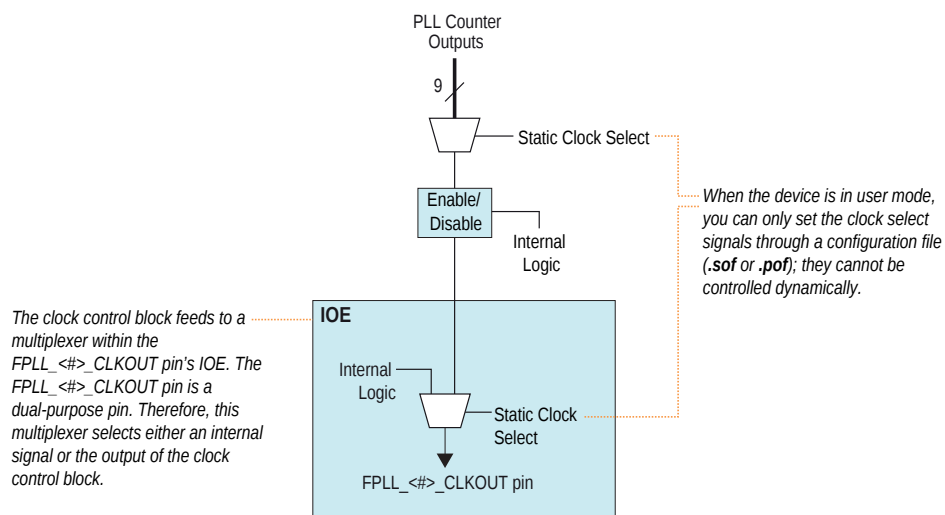 PLL Counter
Outputs
9
Static Clock Select
Enable/
Disable
Internal
Logic
When the device is in user mode,
you can only set the clock select
signals through a configuration file
(.sof or .pof); they cannot be
controlled dynamically.
The clock control block feeds to a
multiplexer within the
FPLL_<#>_CLKOUT pin's IOE. The
FPLL_<#>_CLKOUT pin is a
dual-purpose pin. Therefore, this
multiplexer selects either an internal
signal or the output of the clock
control block.
IOE
Internal
Logic
Static Clock
Select
FPLL_<#>_CLKOUT pin